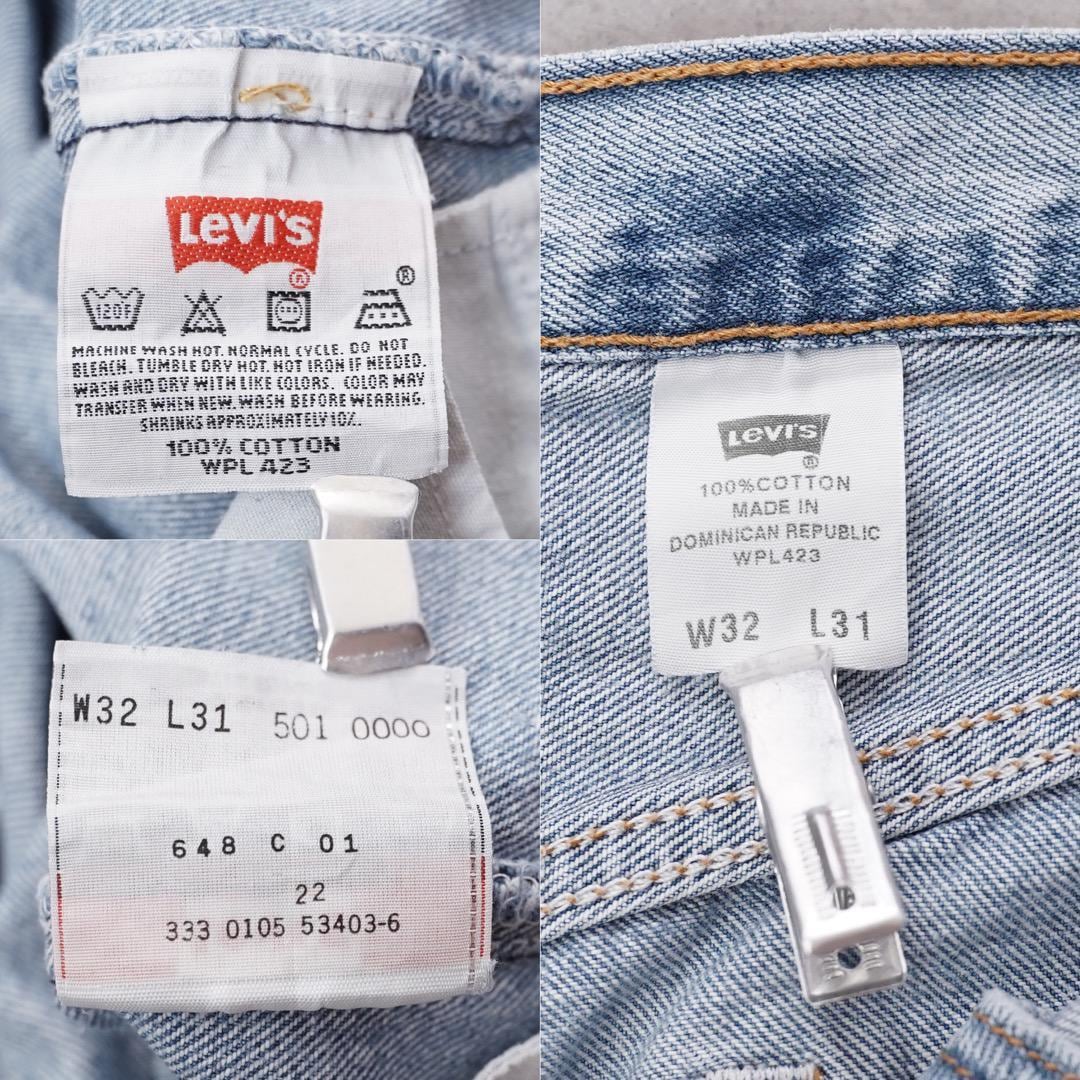 Levi's
®
®
120F
MACHINE WASH HOT. NORMAL CYCLE. DO NOT
BLEACH. TUMBLE DRY HOT. HOT IRON IF NEEDED.
WASH AND DRY WITH LIKE COLORS. COLOR MAY
TRANSFER WHEN NEW. WASH BEFORE WEARING.
SHRINKS APPROXIMATELY 10%.
100% COTTON
WPL 423
W32 L31 501 0000
648 C 01
22
333 0105 53403-6
Levi's
®
100%COTTON
MADE IN
DOMINICAN REPUBLIC
WPL423
W32 L31